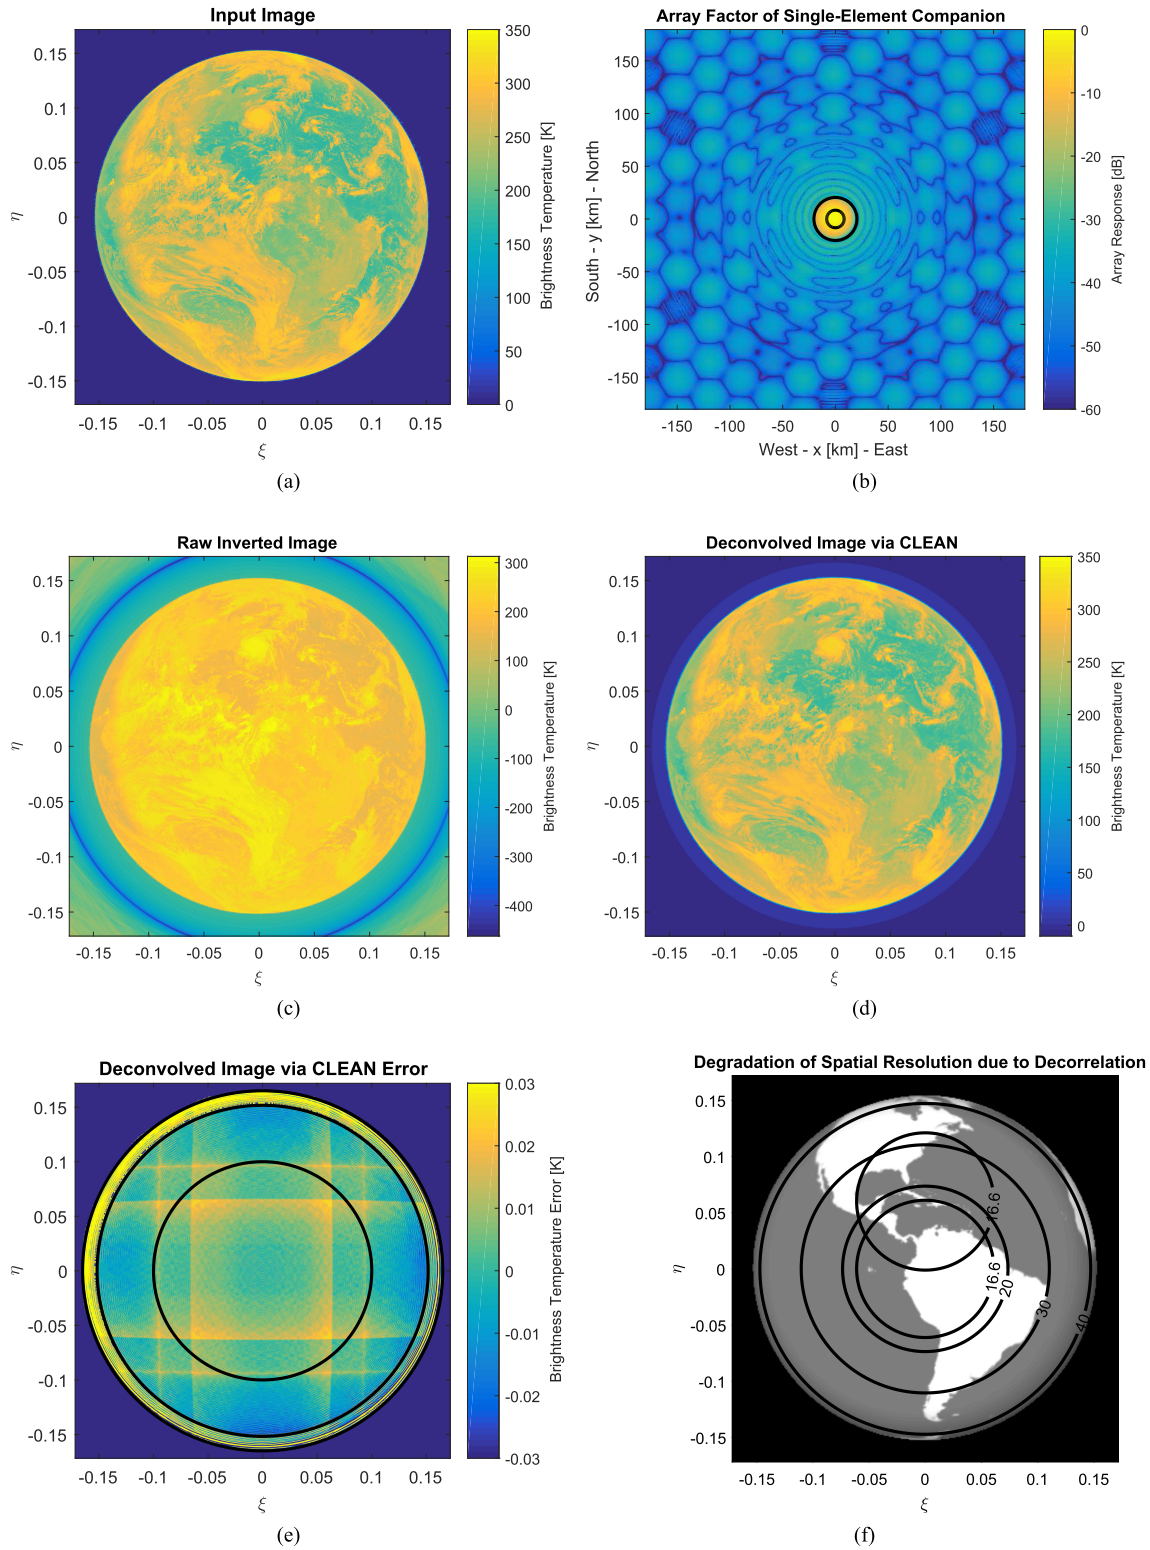 Input Image
0.15
0.1
0.05
0
-0.05
-0.1
-0.15
η
-0.15 -0.1 -0.05 0 0.05 0.1 0.15
ξ
350
300
250
200
150
100
50
0
Brightness Temperature [K]
(a)
Array Factor of Single-Element Companion
150
100
50
0
-50
-100
-150
South - y [km] - North
-150 -100 -50 0 50 100 150
West - x [km] - East
0
-10
-20
-30
-40
-50
-60
Array Response [dB]
(b)
Raw Inverted Image
0.15
0.1
0.05
0
-0.05
-0.1
-0.15
η
-0.15 -0.1 -0.05 0 0.05 0.1 0.15
ξ
300
200
100
0
-100
-200
-300
-400
Brightness Temperature [K]
(c)
Deconvolved Image via CLEAN
0.15
0.1
0.05
0
-0.05
-0.1
-0.15
η
-0.15 -0.1 -0.05 0 0.05 0.1 0.15
ξ
350
300
250
200
150
100
50
0
Brightness Temperature [K]
(d)
Deconvolved Image via CLEAN Error
0.15
0.1
0.05
0
-0.05
-0.1
-0.15
η
-0.15 -0.1 -0.05 0 0.05 0.1 0.15
ξ
0.03
0.02
0.01
0
-0.01
-0.02
-0.03
Brightness Temperature Error [K]
(e)
Degradation of Spatial Resolution due to Decorrelation
0.15
0.1
0.05
0
-0.05
-0.1
-0.15
η
16.6
16.6
20
30
40
-0.15 -0.1 -0.05 0 0.05 0.1 0.15
ξ
(f)